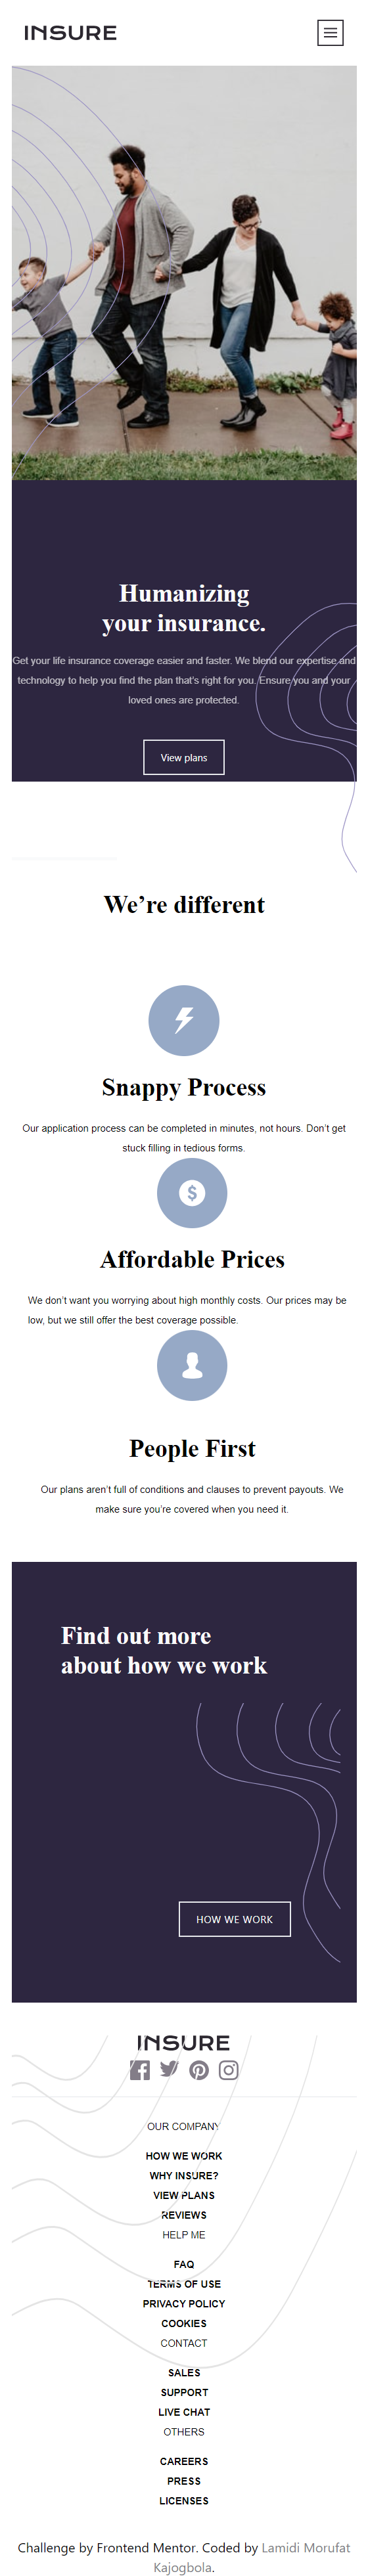 INSURE
Humanizing
your insurance.
Get your life insurance coverage easier and faster. We blend our expertise and
technology to help you find the plan that's right for you. Ensure you and your
loved ones are protected.
View plans
We’re different
Snappy Process
Our application process can be completed in minutes, not hours. Don’t get
stuck filling in tedious forms.
Affordable Prices
We don’t want you worrying about high monthly costs. Our prices may be
low, but we still offer the best coverage possible.
People First
Our plans aren’t full of conditions and clauses to prevent payouts. We
make sure you’re covered when you need it.
Find out more
about how we work
HOW WE WORK
INSURE
OUR COMPANY
HOW WE WORK
WHY INSURE?
VIEW PLANS
REVIEWS
HELP ME
FAQ
TERMS OF USE
PRIVACY POLICY
COOKIES
CONTACT
SALES
SUPPORT
LIVE CHAT
OTHERS
CAREERS
PRESS
LICENSES
Challenge by Frontend Mentor. Coded by Lamidi Morufat
Kajogbola.